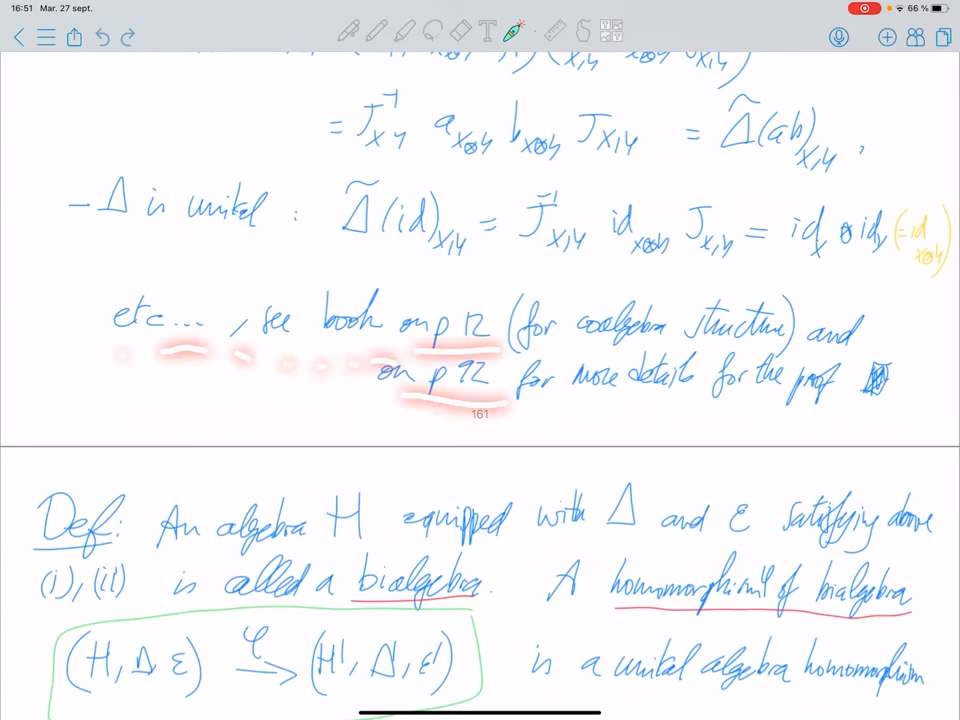 16:51 Mar. 27 sept. 66 %
= J⁻¹_{X,Y} a_{X⊗Y} b_{X⊗Y} J_{X,Y} = Δ̃(ab)_{X,Y} ,
- Δ is unital : Δ̃(id)_{X,Y} = J⁻¹_{X,Y} id_{X⊗Y} J_{X,Y} = id_X ⊗ id_Y (= id_{X⊗Y})
etc... , see book on p 12 (for coalgebra structure) and
on p 92 for more details for the proof
161
Def: An algebra H equipped with Δ and ε satisfying above
(i), (ii) is called a bialgebra. A homomorphism φ of bialgebra
(H, Δ, ε) φ→ (H', Δ', ε') is a unital algebra homomorphism